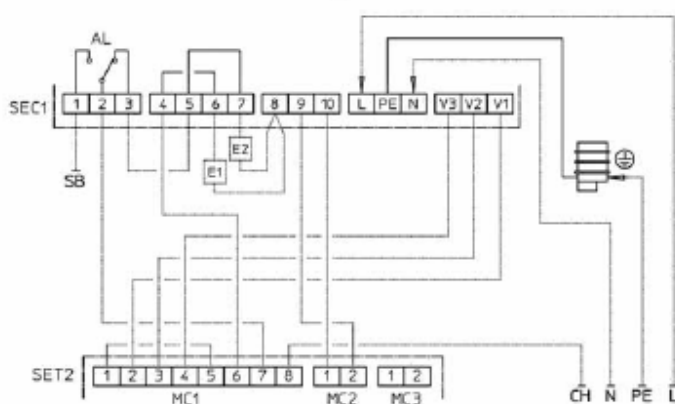 AL
SEC1 1 2 3 4 5 6 7 8 9 10 L PE N V3 V2 V1
E2
E1
SB
SET2 1 2 3 4 5 6 7 8 1 2 1 2
MC1 MC2 MC3
CH N PE L